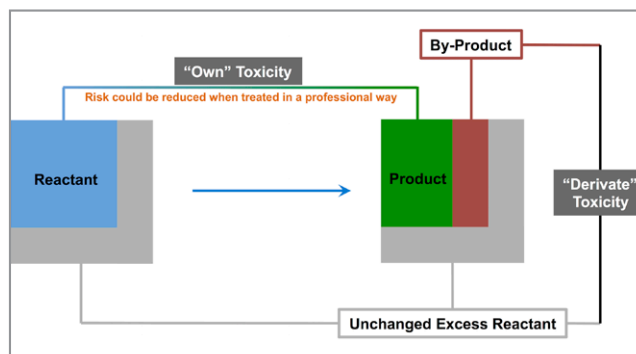 By-Product
“Own” Toxicity
Risk could be reduced when treated in a professional way
Reactant
Product
“Derivate”
Toxicity
Unchanged Excess Reactant